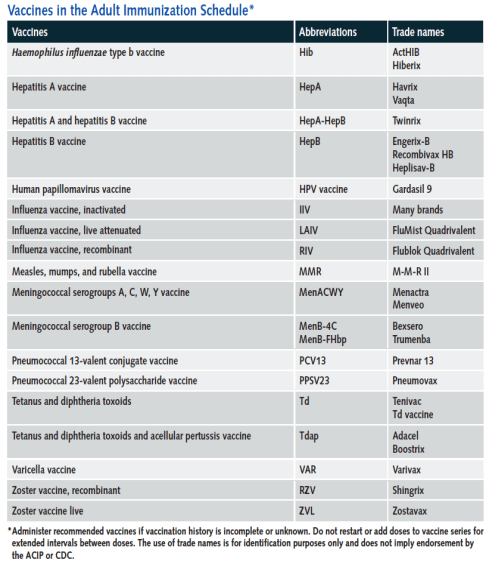 Vaccines in the Adult Immunization Schedule*
Vaccines Abbreviations Trade names
Haemophilus influenzae type b vaccine Hib ActHIB
Hiberix
Hepatitis A vaccine HepA Havrix
Vaqta
Hepatitis A and hepatitis B vaccine HepA-HepB Twinrix
Hepatitis B vaccine HepB Engerix-B
Recombivax HB
Heplisav-B
Human papillomavirus vaccine HPV vaccine Gardasil 9
Influenza vaccine, inactivated IIV Many brands
Influenza vaccine, live attenuated LAIV FluMist Quadrivalent
Influenza vaccine, recombinant RIV Flublok Quadrivalent
Measles, mumps, and rubella vaccine MMR M-M-R II
Meningococcal serogroups A, C, W, Y vaccine MenACWY Menactra
Menveo
Meningococcal serogroup B vaccine MenB-4C Bexsero
MenB-FHbp Trumenba
Pneumococcal 13-valent conjugate vaccine PCV13 Prevnar 13
Pneumococcal 23-valent polysaccharide vaccine PPSV23 Pneumovax
Tetanus and diphtheria toxoids Td Tenivac
Td vaccine
Tetanus and diphtheria toxoids and acellular pertussis vaccine Tdap Adacel
Boostrix
Varicella vaccine VAR Varivax
Zoster vaccine, recombinant RZV Shingrix
Zoster vaccine live ZVL Zostavax
*Administer recommended vaccines if vaccination history is incomplete or unknown. Do not restart or add doses to vaccine series for
extended intervals between doses. The use of trade names is for identification purposes only and does not imply endorsement by
the ACIP or CDC.